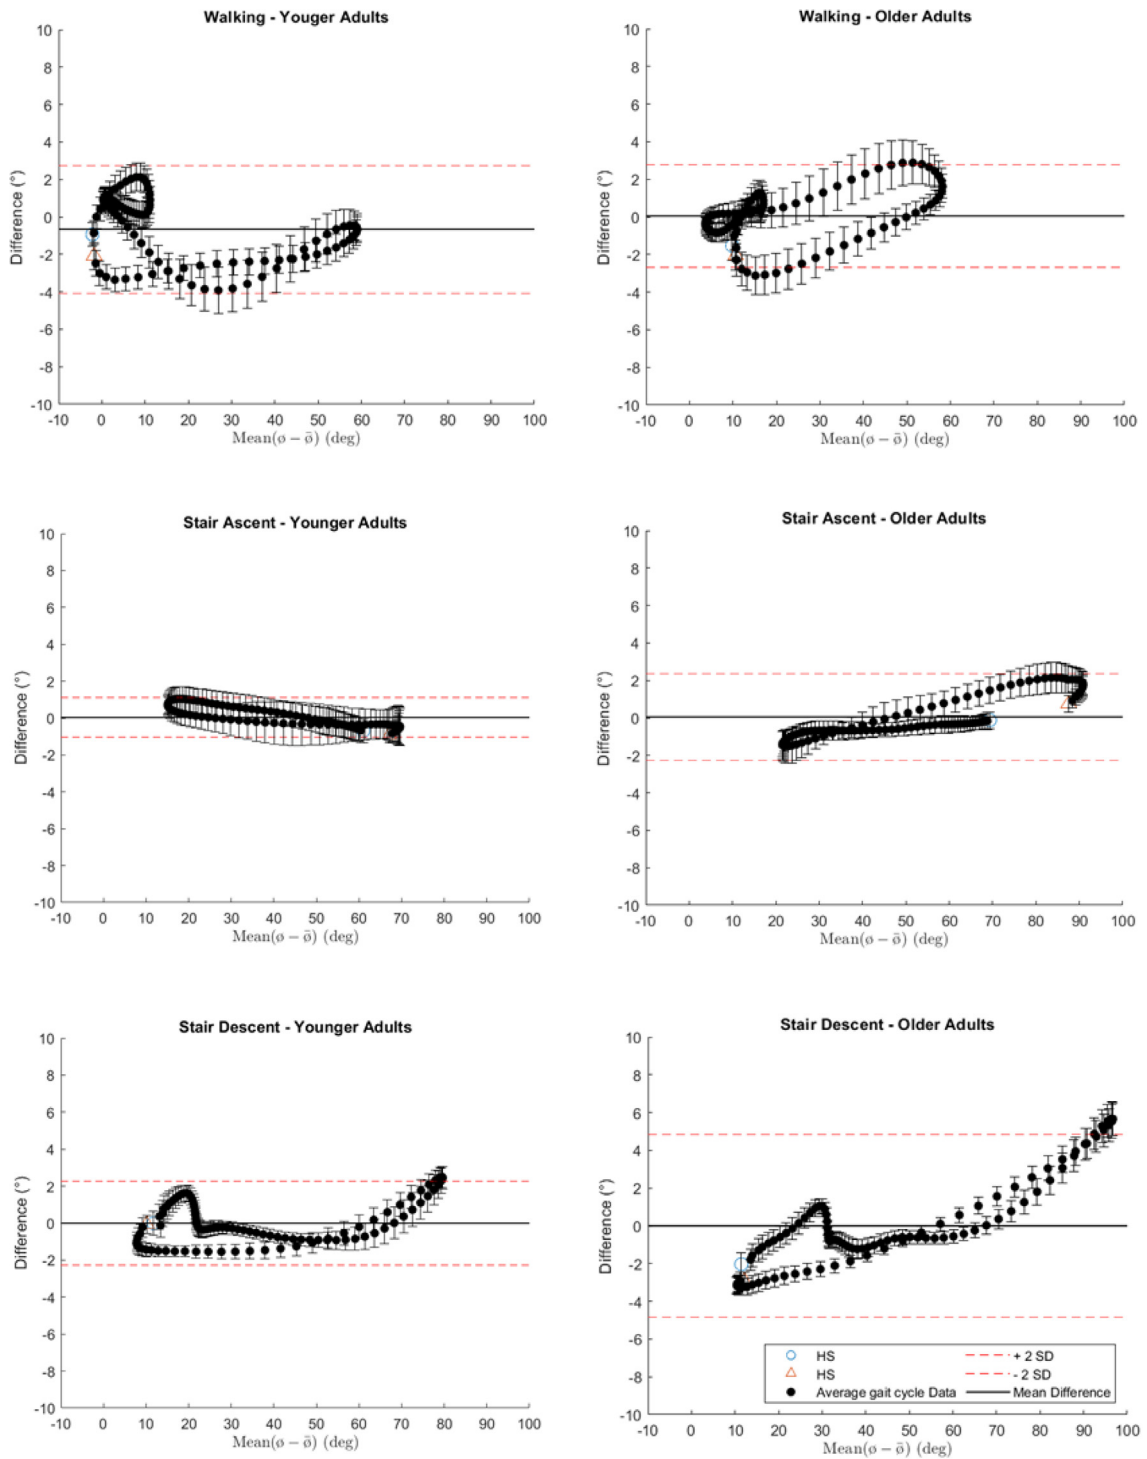 Walking - Youger Adults
10
8
6
4
2
0
-2
-4
-6
-8
-10
Difference (°)
-10 0 10 20 30 40 50 60 70 80 90 100
Mean(ø − ø̄) (deg)
Walking - Older Adults
10
8
6
4
2
0
-2
-4
-6
-8
-10
Difference (°)
-10 0 10 20 30 40 50 60 70 80 90 100
Mean(ø − ø̄) (deg)
Stair Ascent - Younger Adults
10
8
6
4
2
0
-2
-4
-6
-8
-10
Difference (°)
-10 0 10 20 30 40 50 60 70 80 90 100
Mean(ø − ø̄) (deg)
Stair Ascent - Older Adults
10
8
6
4
2
0
-2
-4
-6
-8
-10
Difference (°)
-10 0 10 20 30 40 50 60 70 80 90 100
Mean(ø − ø̄) (deg)
Stair Descent - Younger Adults
10
8
6
4
2
0
-2
-4
-6
-8
-10
Difference (°)
-10 0 10 20 30 40 50 60 70 80 90 100
Mean(ø − ø̄) (deg)
Stair Descent - Older Adults
10
8
6
4
2
0
-2
-4
-6
-8
-10
Difference (°)
-10 0 10 20 30 40 50 60 70 80 90 100
Mean(ø − ø̄) (deg)
HS + 2 SD
HS - 2 SD
Average gait cycle Data Mean Difference